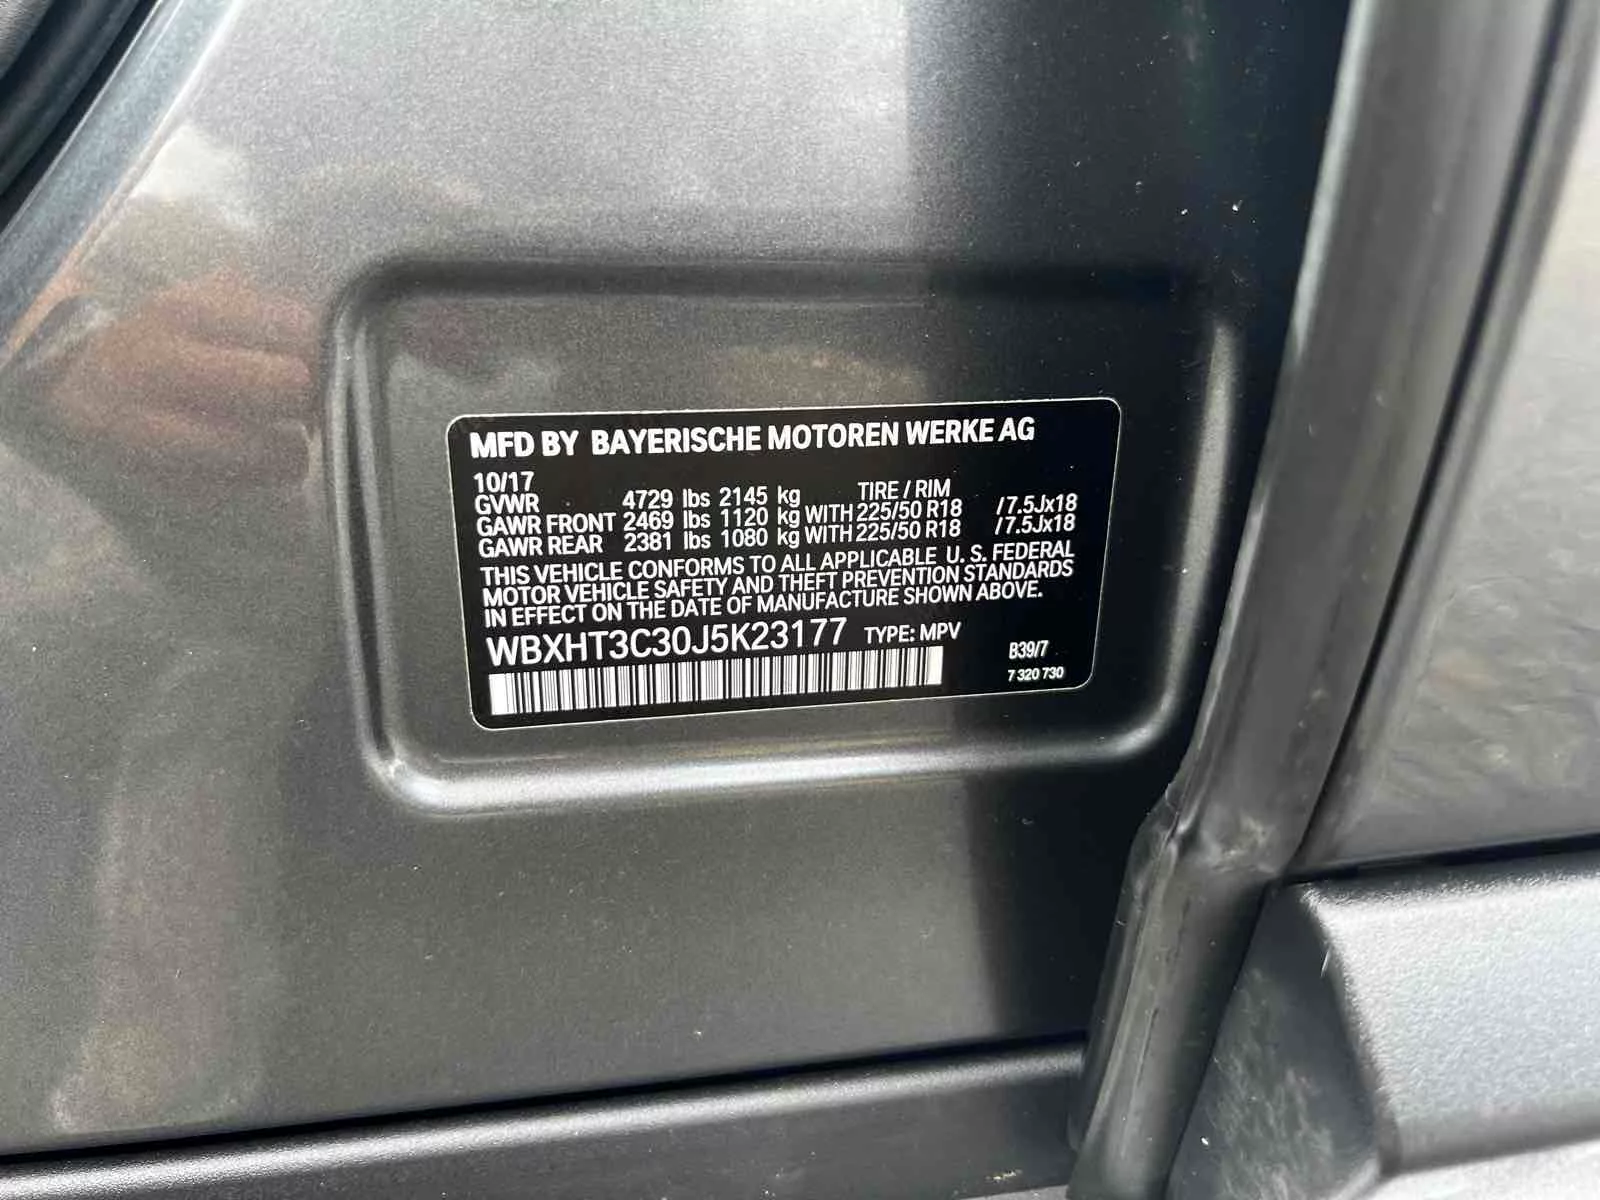 MFD BY BAYERISCHE MOTOREN WERKE AG
10/17
GVWR 4729 lbs 2145 kg TIRE / RIM
GAWR FRONT 2469 lbs 1120 kg WITH 225/50 R18 /7.5Jx18
GAWR REAR 2381 lbs 1080 kg WITH 225/50 R18 /7.5Jx18
THIS VEHICLE CONFORMS TO ALL APPLICABLE U. S. FEDERAL
MOTOR VEHICLE SAFETY AND THEFT PREVENTION STANDARDS
IN EFFECT ON THE DATE OF MANUFACTURE SHOWN ABOVE.
WBXHT3C30J5K23177 TYPE: MPV
B39/7
7 320 730